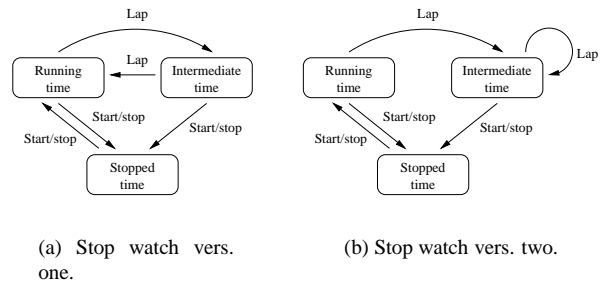 Lap
Running
time
Lap
Intermediate
time
Start/stop
Start/stop
Start/stop
Stopped
time
(a) Stop watch vers.
one.
Lap
Running
time
Intermediate
time
Lap
Start/stop
Start/stop
Start/stop
Stopped
time
(b) Stop watch vers. two.